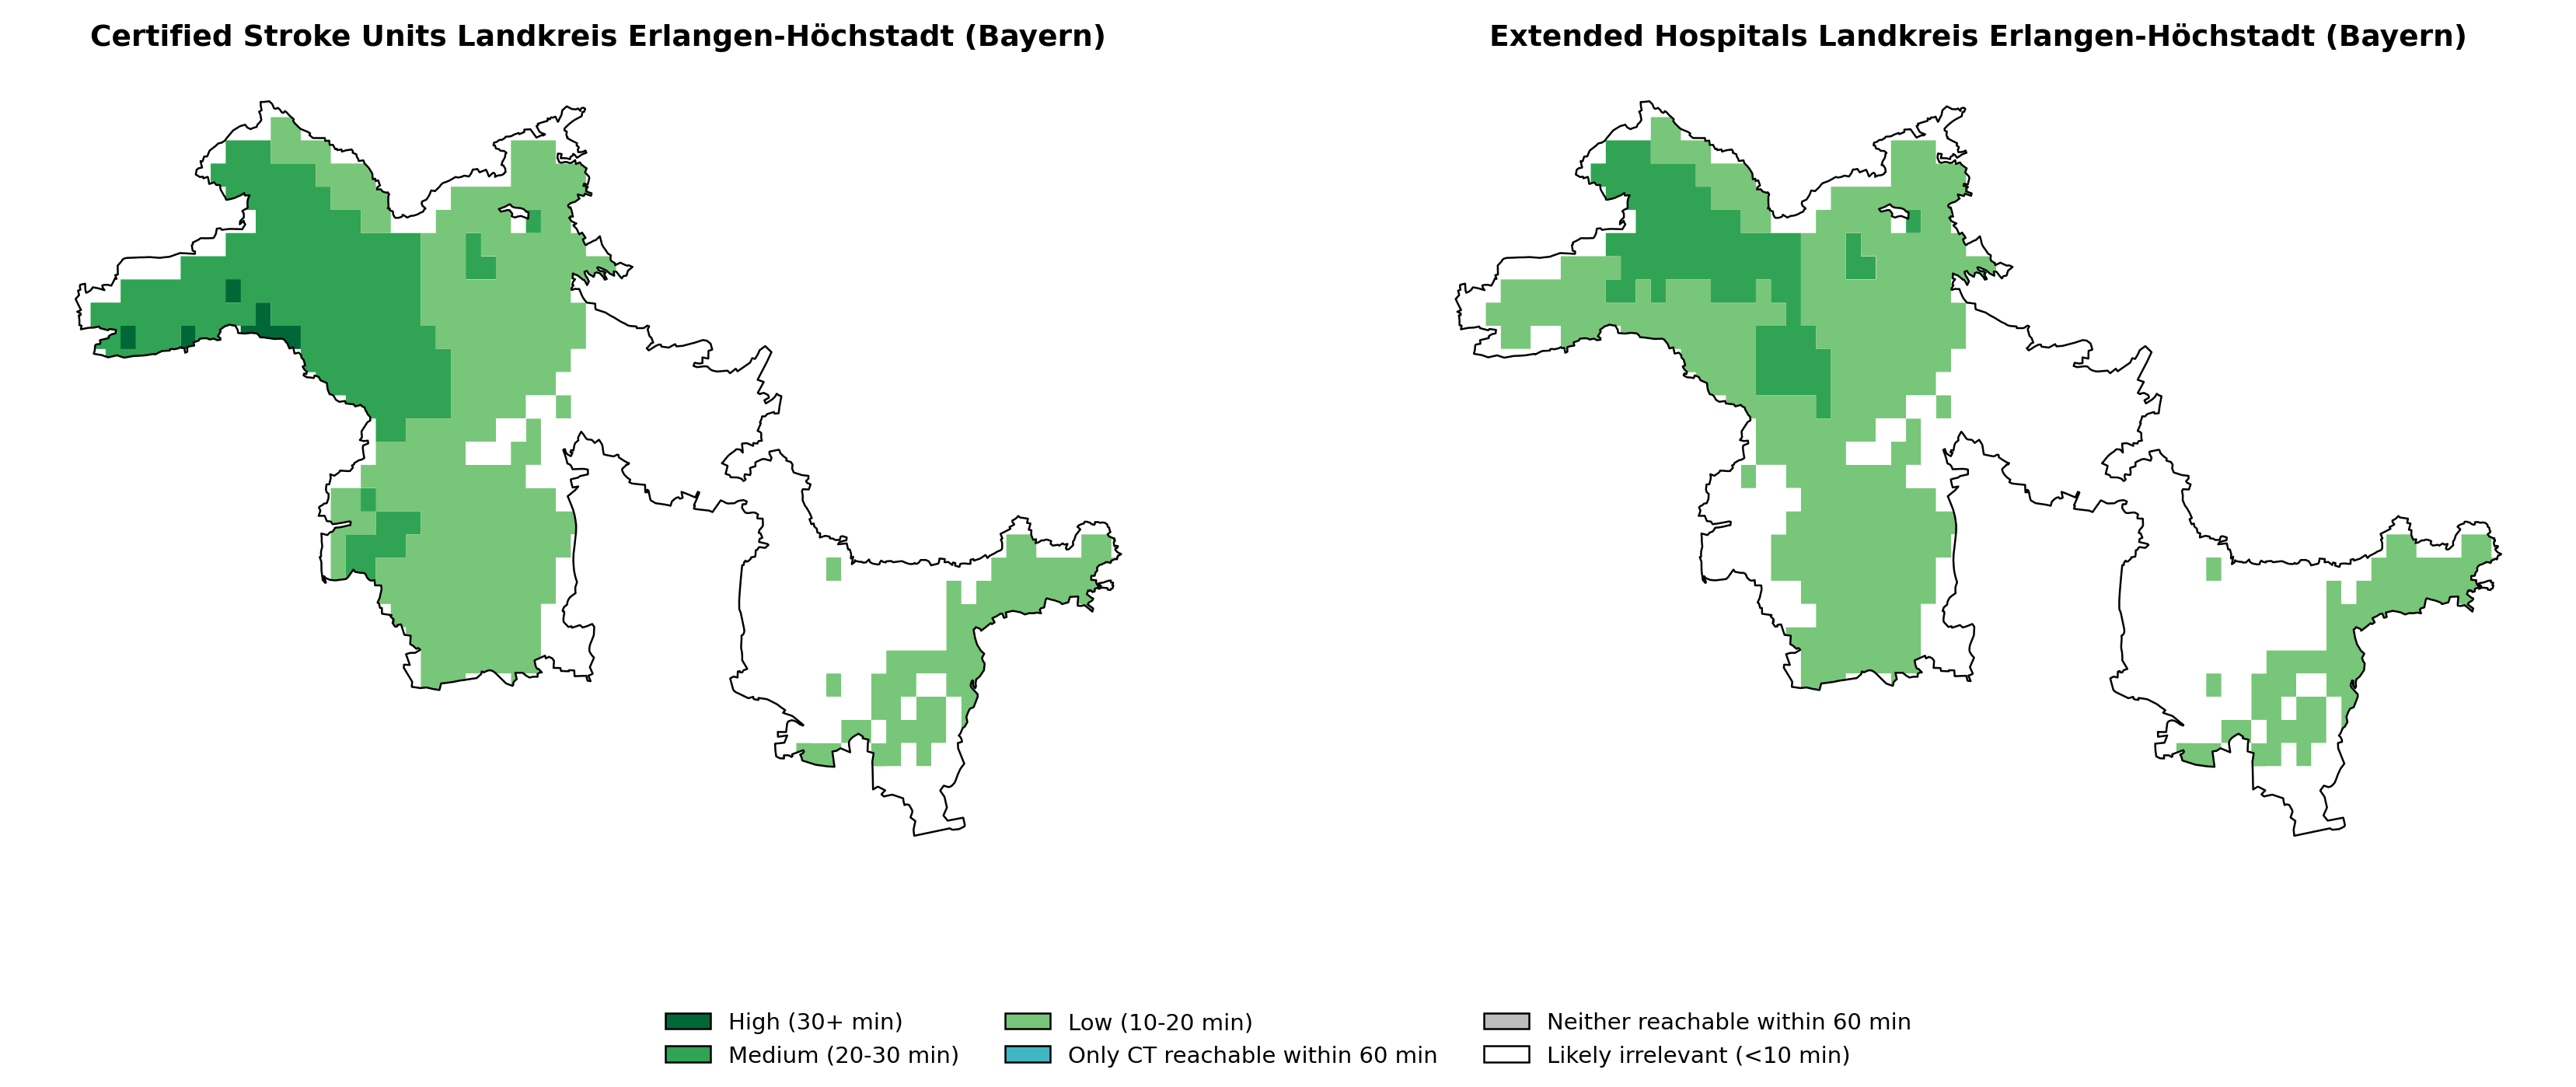 Certified Stroke Units Landkreis Erlangen-Höchstadt (Bayern)
Extended Hospitals Landkreis Erlangen-Höchstadt (Bayern)
High (30+ min)
Medium (20-30 min)
Low (10-20 min)
Only CT reachable within 60 min
Neither reachable within 60 min
Likely irrelevant (<10 min)